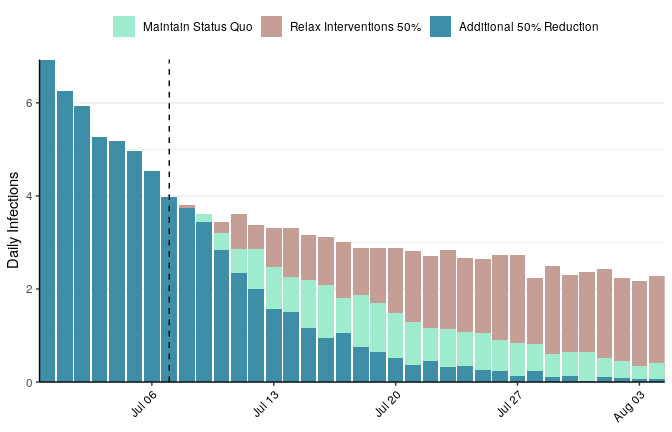 Maintain Status Quo Relax Interventions 50% Additional 50% Reduction
Daily Infections
6
4
2
0
Jul 06 Jul 13 Jul 20 Jul 27 Aug 03